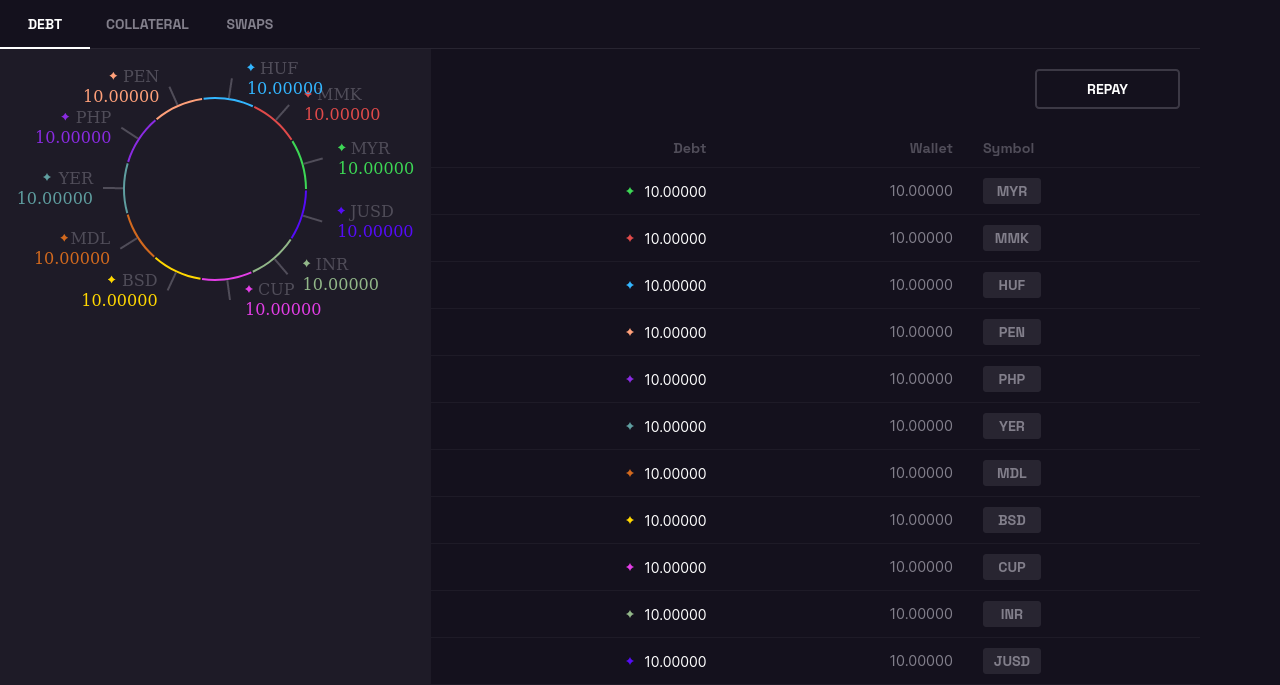 DEBT COLLATERAL SWAPS
✦ HUF
10.00000
✦ PEN
10.00000
✦ MMK
10.00000
✦ PHP
10.00000
✦ MYR
10.00000
✦ YER
10.00000
✦ JUSD
10.00000
✦ MDL
10.00000
✦ INR
10.00000
✦ BSD
10.00000
✦ CUP
10.00000
REPAY
Debt Wallet Symbol
✦ 10.00000 10.00000 MYR
✦ 10.00000 10.00000 MMK
✦ 10.00000 10.00000 HUF
✦ 10.00000 10.00000 PEN
✦ 10.00000 10.00000 PHP
✦ 10.00000 10.00000 YER
✦ 10.00000 10.00000 MDL
✦ 10.00000 10.00000 BSD
✦ 10.00000 10.00000 CUP
✦ 10.00000 10.00000 INR
✦ 10.00000 10.00000 JUSD